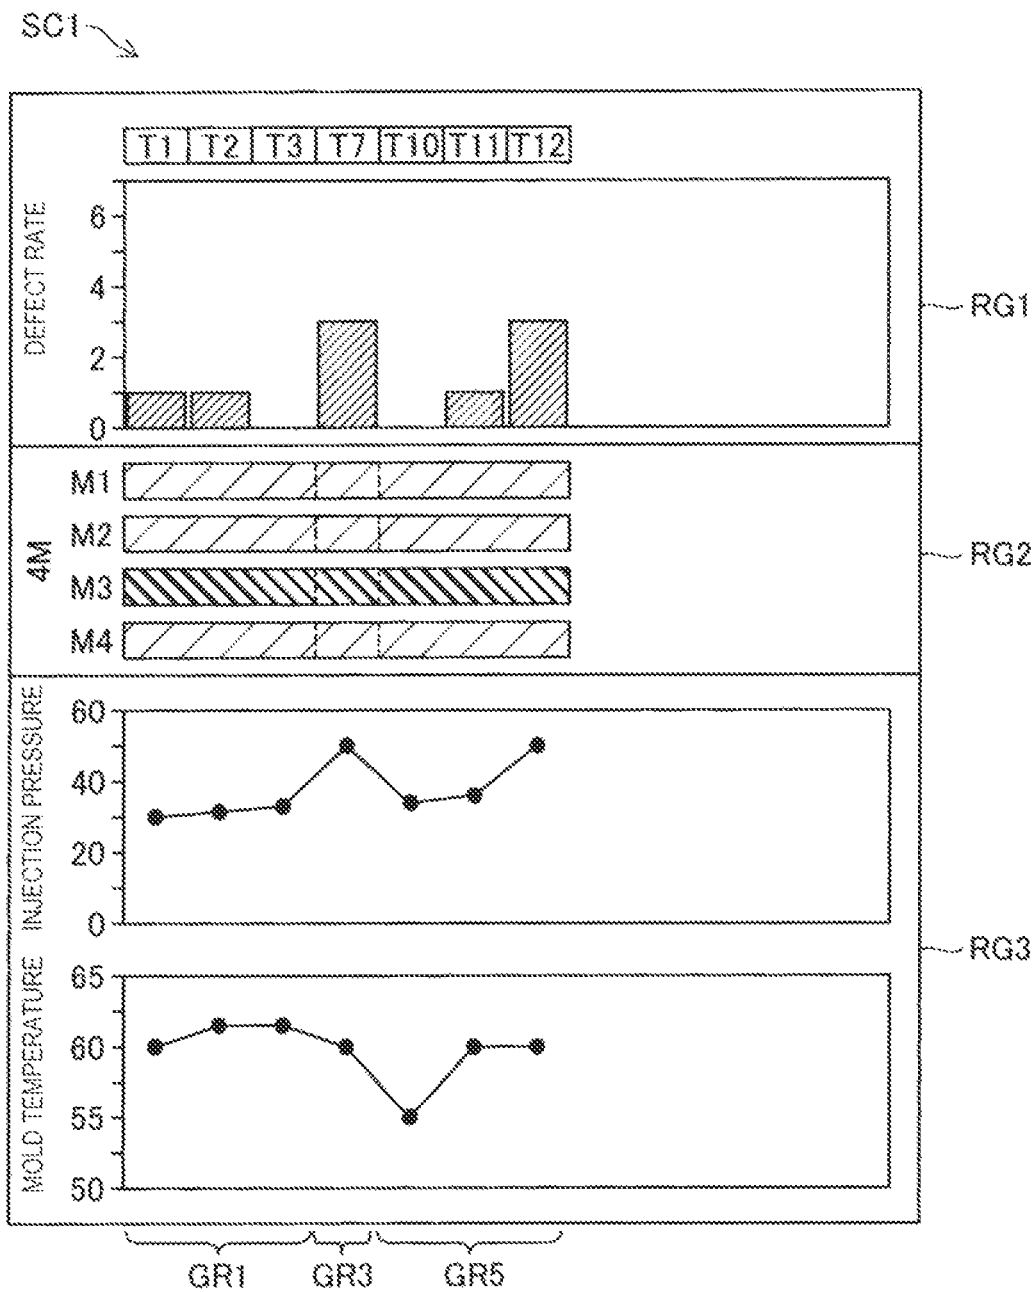 SC1
T1 T2 T3 T7 T10 T11 T12
DEFECT RATE
6
4
2
0
RG1
4M
M1
M2
M3
M4
RG2
INJECTION PRESSURE
60
40
20
0
MOLD TEMPERATURE
65
60
55
50
RG3
GR1 GR3 GR5